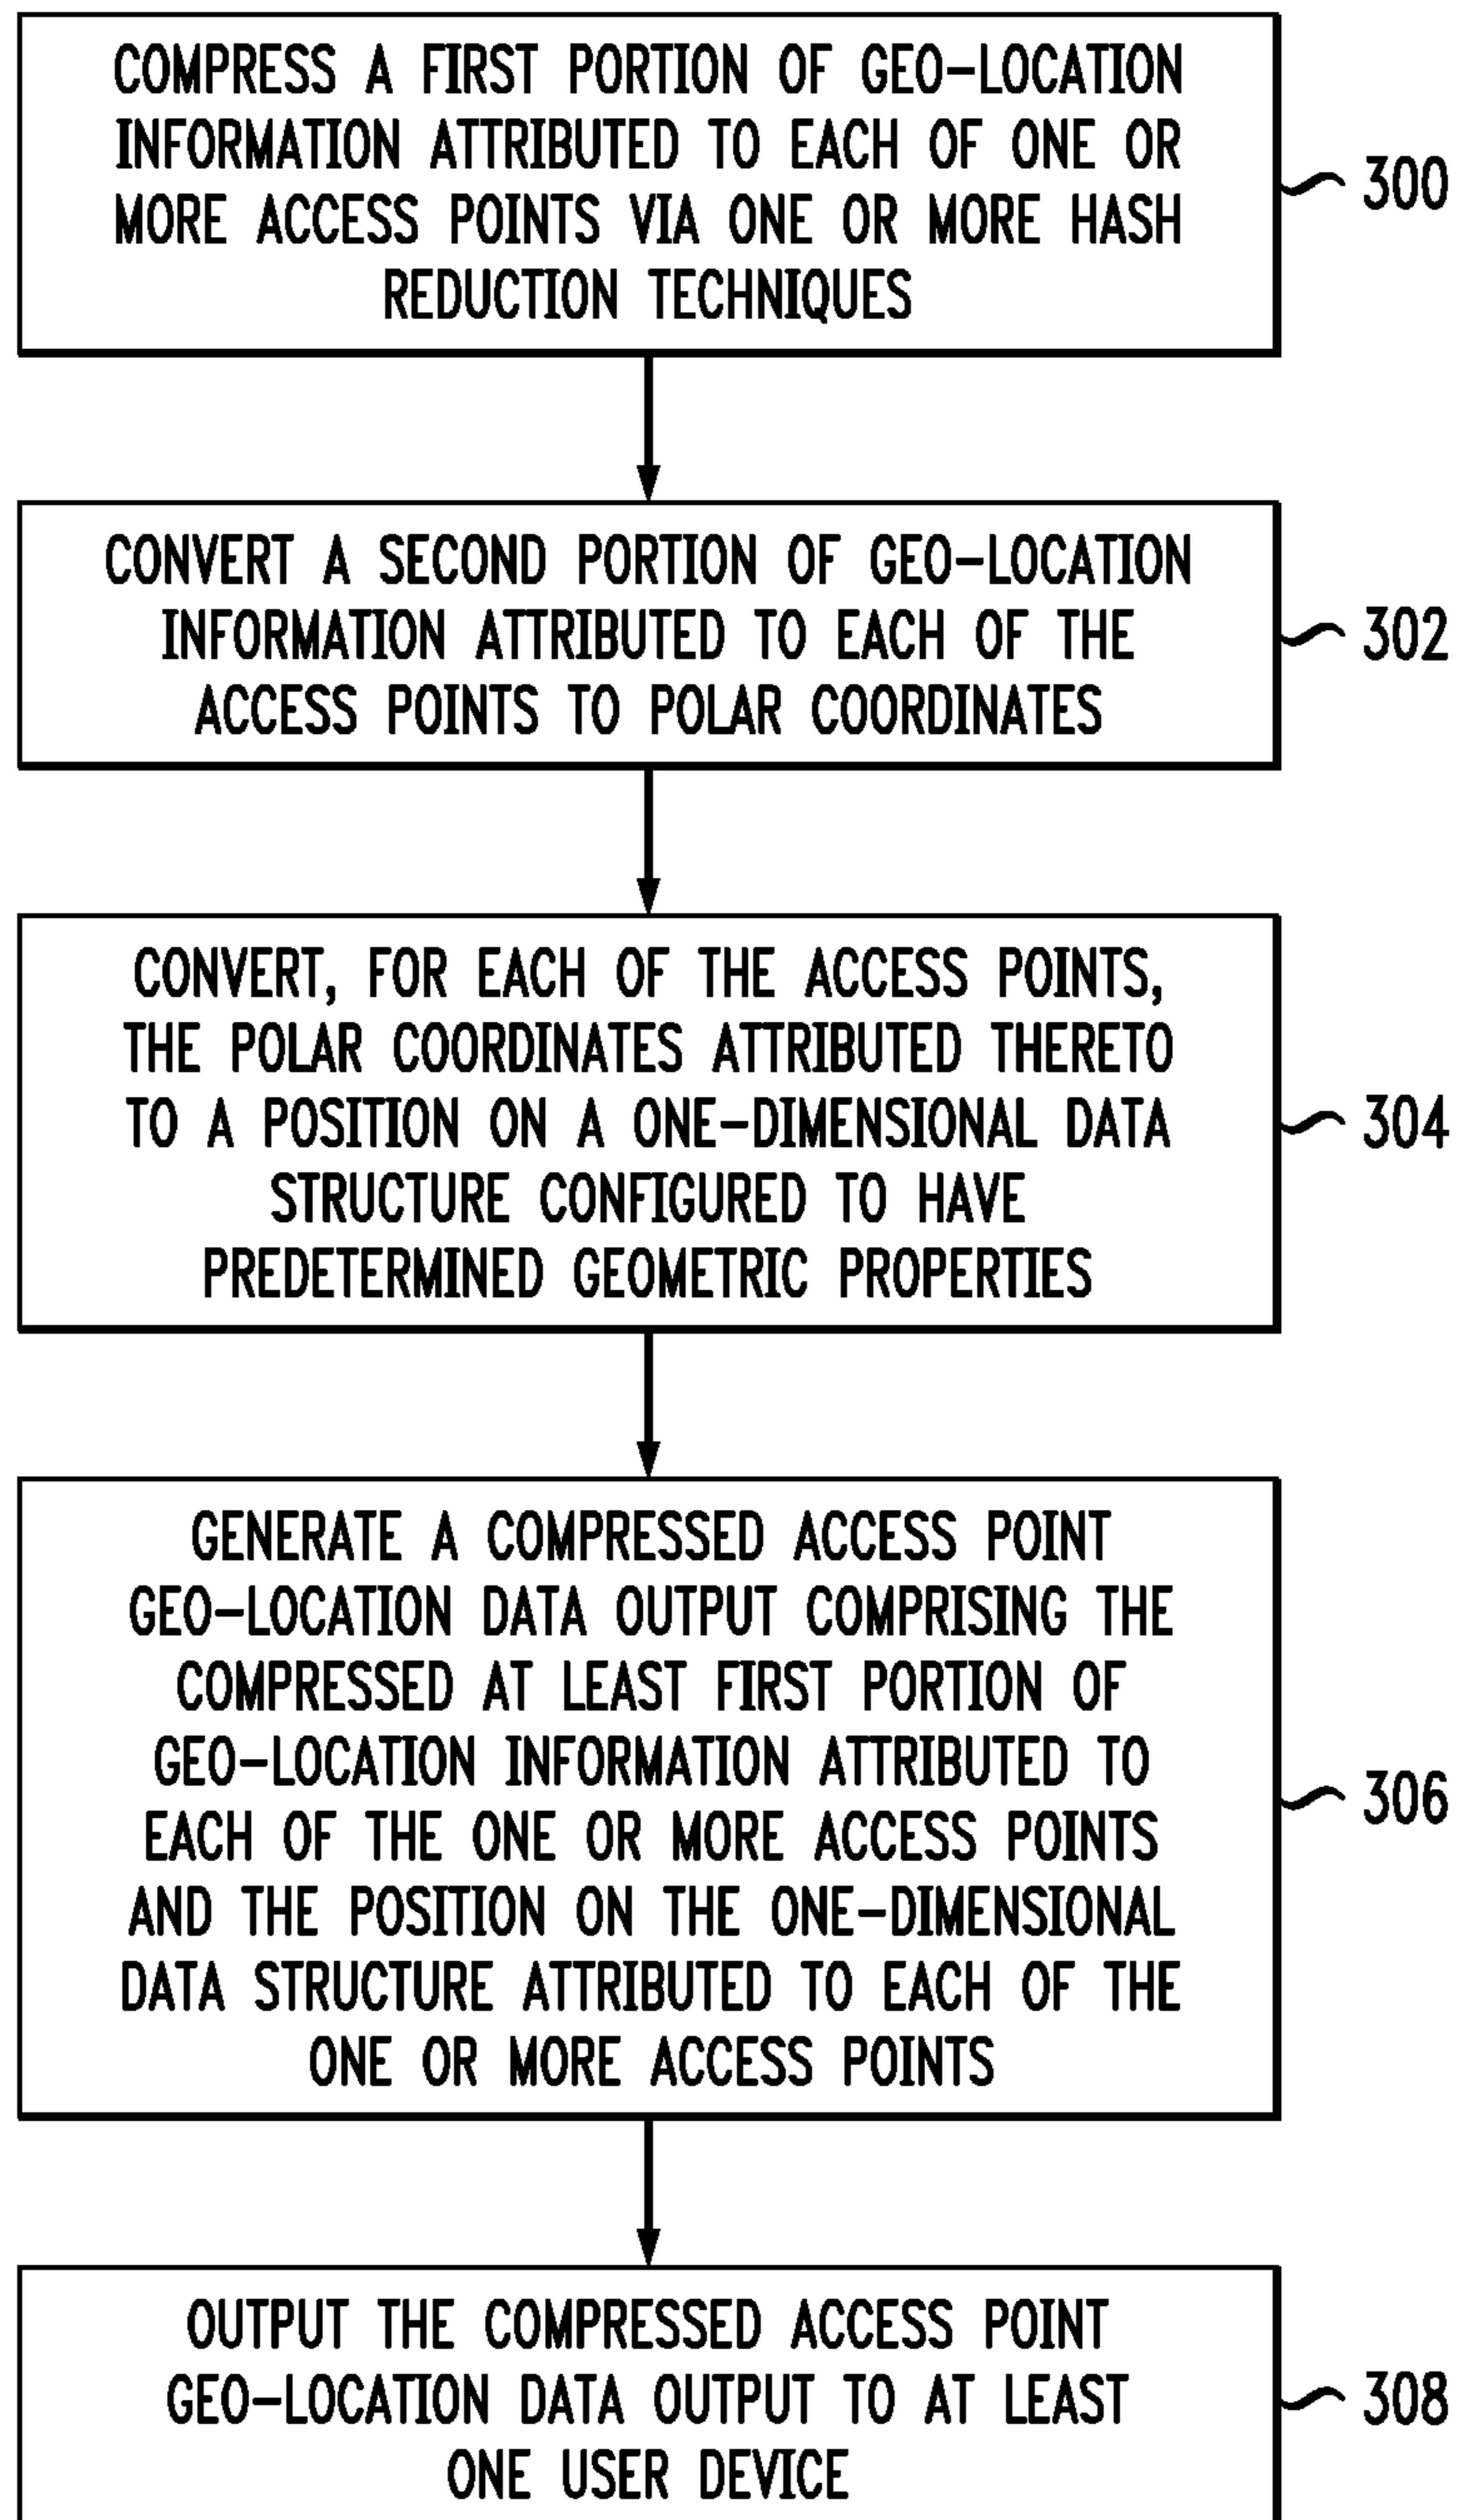 COMPRESS A FIRST PORTION OF GEO-LOCATION
INFORMATION ATTRIBUTED TO EACH OF ONE OR
MORE ACCESS POINTS VIA ONE OR MORE HASH
REDUCTION TECHNIQUES
300
CONVERT A SECOND PORTION OF GEO-LOCATION
INFORMATION ATTRIBUTED TO EACH OF THE
ACCESS POINTS TO POLAR COORDINATES
302
CONVERT, FOR EACH OF THE ACCESS POINTS,
THE POLAR COORDINATES ATTRIBUTED THERETO
TO A POSITION ON A ONE-DIMENSIONAL DATA
STRUCTURE CONFIGURED TO HAVE
PREDETERMINED GEOMETRIC PROPERTIES
304
GENERATE A COMPRESSED ACCESS POINT
GEO-LOCATION DATA OUTPUT COMPRISING THE
COMPRESSED AT LEAST FIRST PORTION OF
GEO-LOCATION INFORMATION ATTRIBUTED TO
EACH OF THE ONE OR MORE ACCESS POINTS
AND THE POSITION ON THE ONE-DIMENSIONAL
DATA STRUCTURE ATTRIBUTED TO EACH OF THE
ONE OR MORE ACCESS POINTS
306
OUTPUT THE COMPRESSED ACCESS POINT
GEO-LOCATION DATA OUTPUT TO AT LEAST
ONE USER DEVICE
308